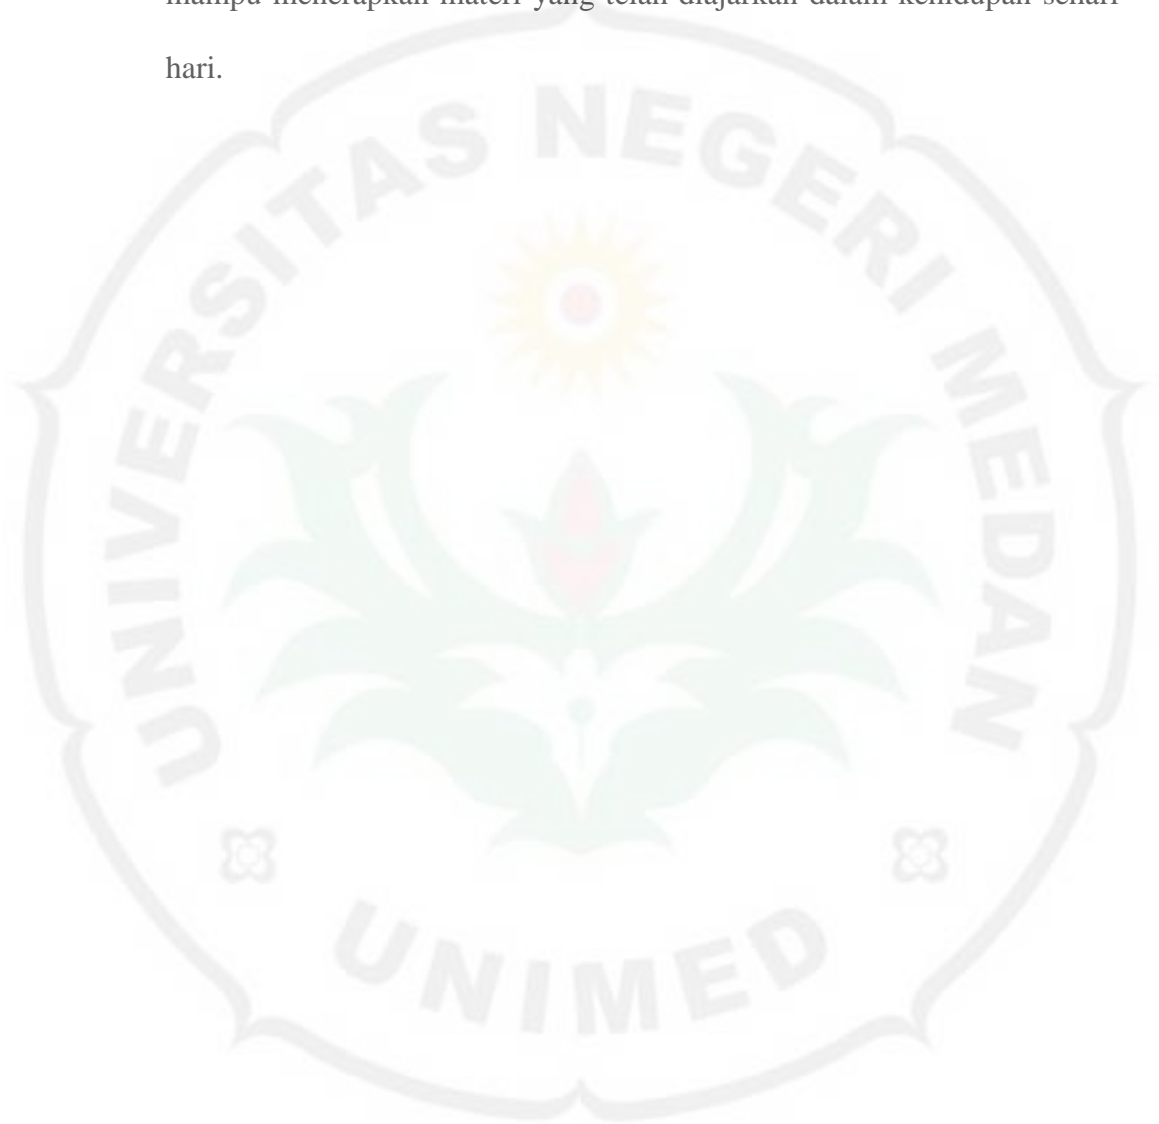 mampu menerapkan materi yang telah diajarkan dalam kehidupan sehari-
hari.
UNIVERSITAS NEGERI MEDAN
UNIMED